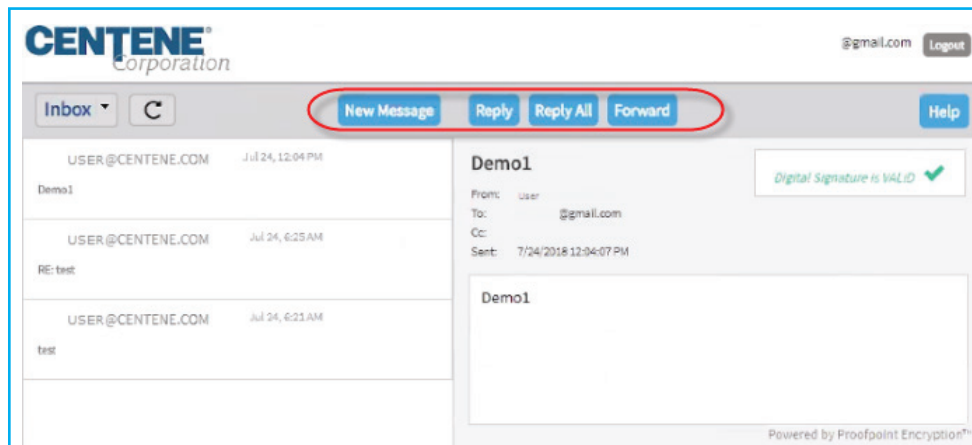 CENTENE®
Corporation
@gmail.com Logout
Inbox New Message Reply Reply All Forward Help
USER@CENTENE.COM Jul 24, 12:04 PM
Demo1
USER@CENTENE.COM Jul 24, 6:25 AM
RE: test
USER@CENTENE.COM Jul 24, 6:21 AM
test
Demo1
Digital Signature is VALID
From: User
To: @gmail.com
Cc:
Sent: 7/24/2018 12:04:07 PM
Demo1
Powered by Proofpoint Encryption™